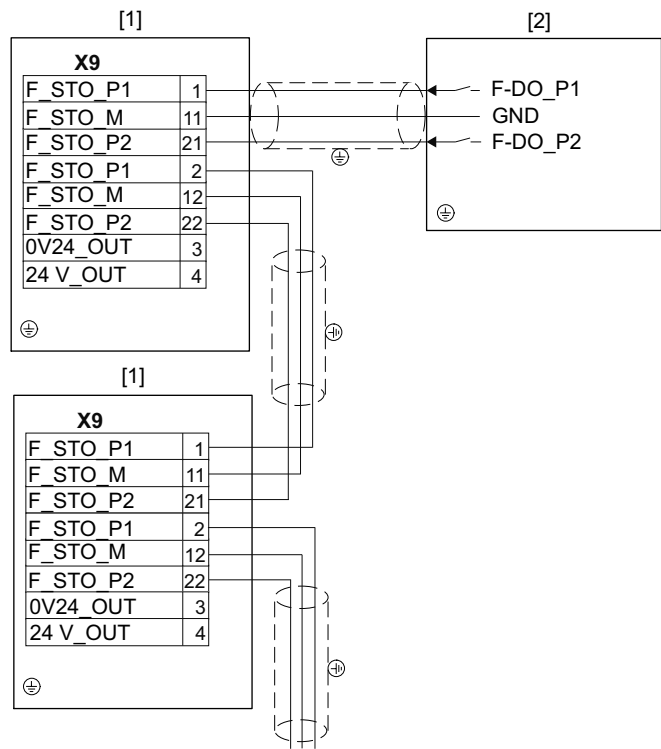 [1]
[2]
X9
F_STO_P1 1
F_STO_M 11
F_STO_P2 21
F_STO_P1 2
F_STO_M 12
F_STO_P2 22
0V24_OUT 3
24 V_OUT 4
F-DO_P1
GND
F-DO_P2
[1]
X9
F_STO_P1 1
F_STO_M 11
F_STO_P2 21
F_STO_P1 2
F_STO_M 12
F_STO_P2 22
0V24_OUT 3
24 V_OUT 4